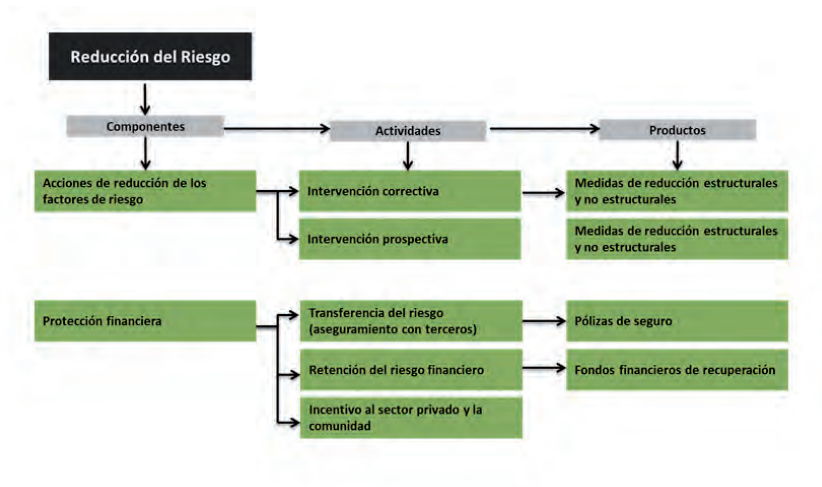 Reducción del Riesgo
Componentes
Actividades
Productos
Acciones de reducción de los
factores de riesgo
Intervención correctiva
Medidas de reducción estructurales
y no estructurales
Intervención prospectiva
Medidas de reducción estructurales
y no estructurales
Protección financiera
Transferencia del riesgo
(aseguramiento con terceros)
Pólizas de seguro
Retención del riesgo financiero
Fondos financieros de recuperación
Incentivo al sector privado y la
comunidad